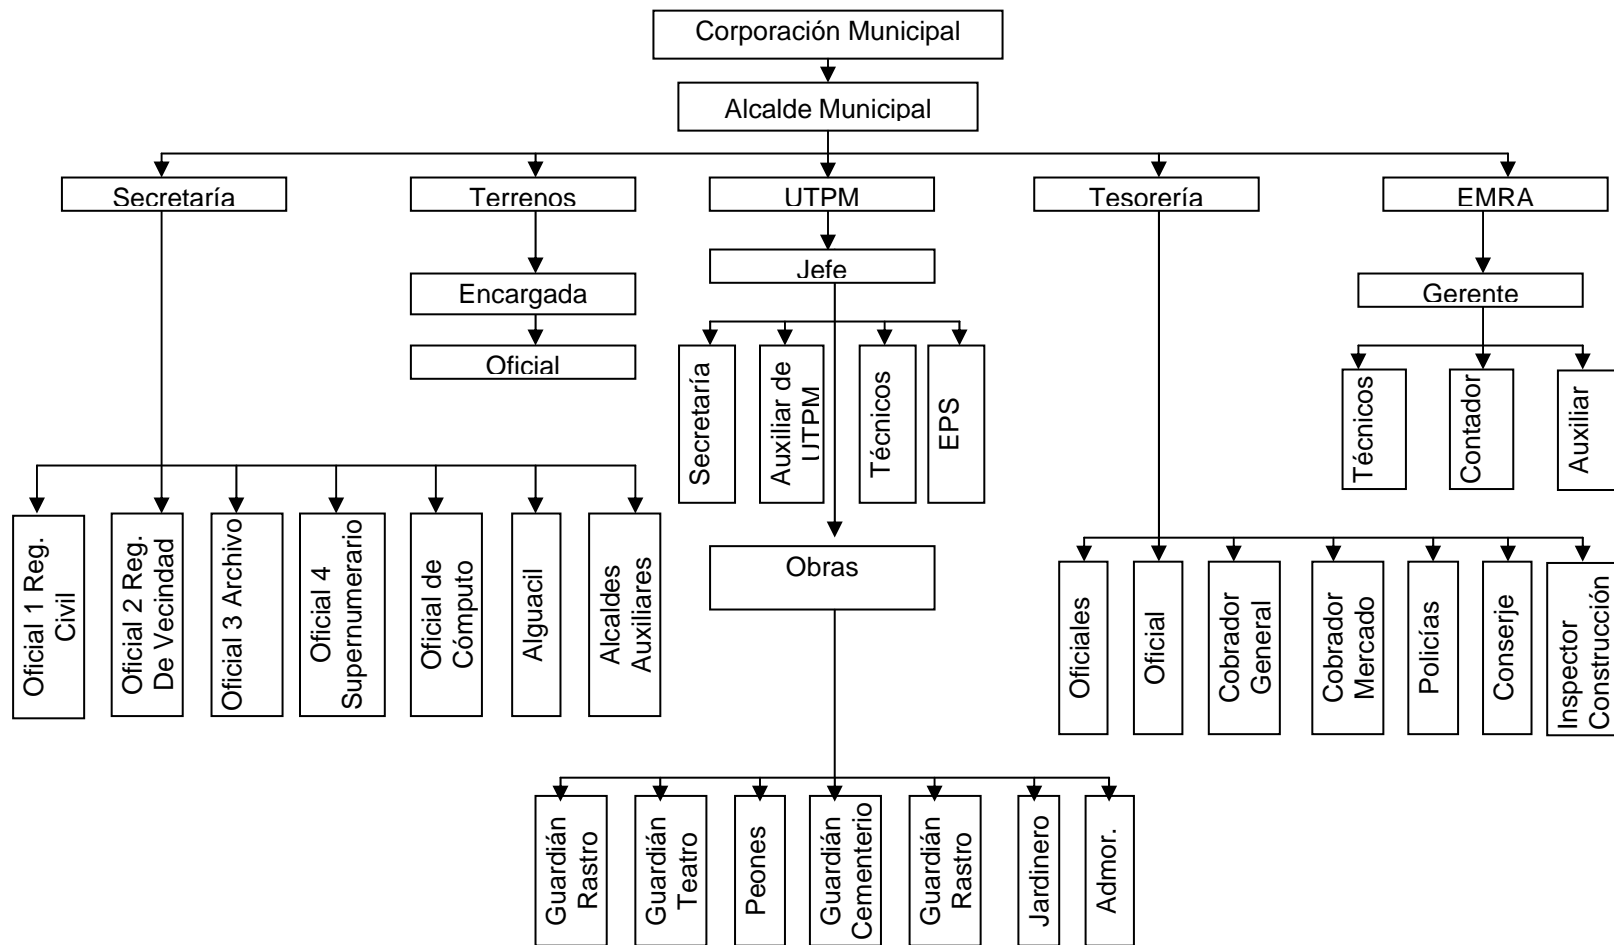 Corporación Municipal
Alcalde Municipal
Secretaría
Terrenos
UTPM
Tesorería
EMRA
Jefe
Encargada
Gerente
Oficial
Secretaría
Auxiliar de
UTPM
Técnicos
EPS
Técnicos
Contador
Auxiliar
Oficial 1 Reg.
Civil
Oficial 2 Reg.
De Vecindad
Oficial 3 Archivo
Oficial 4
Supernumerario
Oficial de
Cómputo
Alguacil
Alcaldes
Auxiliares
Obras
Oficiales
Oficial
Cobrador
General
Cobrador
Mercado
Policías
Conserje
Inspector
Construcción
Guardián
Rastro
Guardián
Teatro
Peones
Guardián
Cementerio
Guardián
Rastro
Jardinero
Admor.